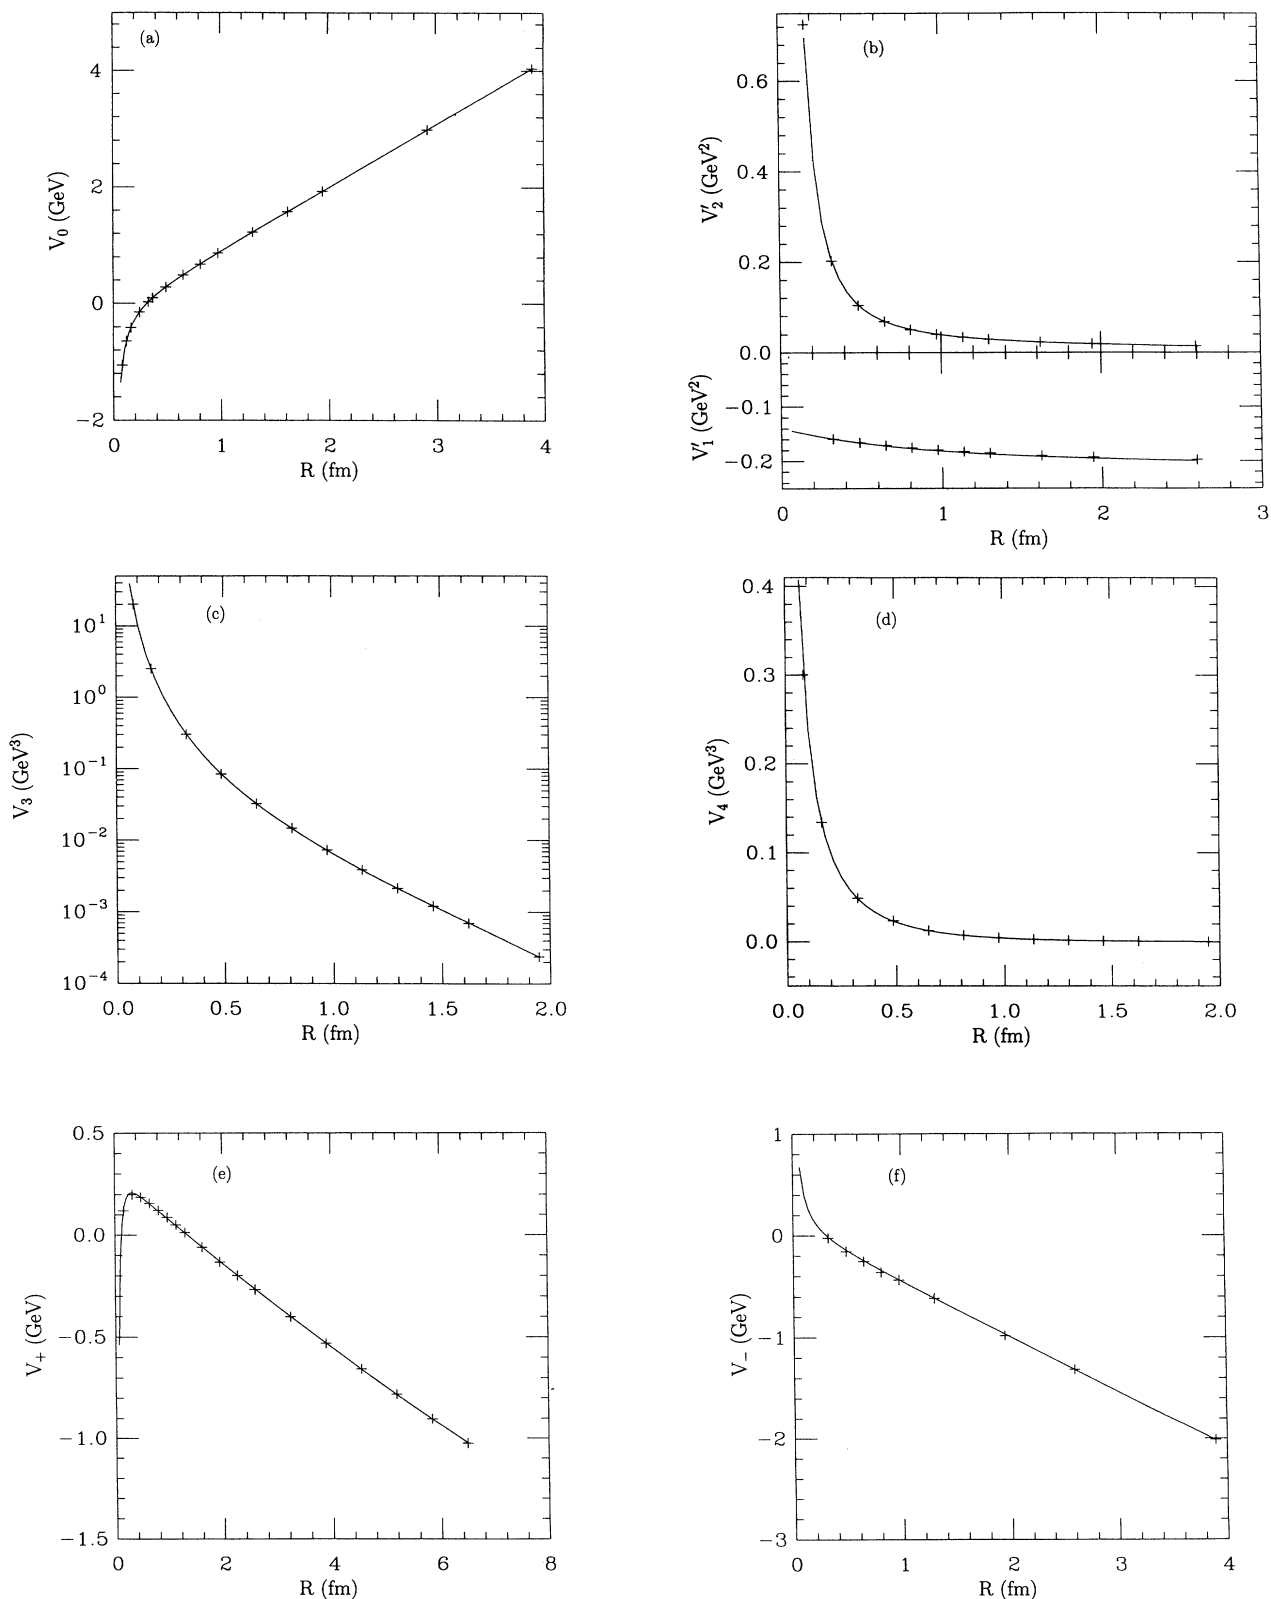 (a)
4
2
0
−2
V₀ (GeV)
0 1 2 3 4
R (fm)
(b)
0.6
0.4
0.2
0.0
V′₂ (GeV²)
−0.1
−0.2
V′₁ (GeV²)
0 1 2 3
R (fm)
(c)
10¹
10⁰
10⁻¹
10⁻²
10⁻³
10⁻⁴
V₃ (GeV³)
0.0 0.5 1.0 1.5 2.0
R (fm)
(d)
0.4
0.3
0.2
0.1
0.0
V₄ (GeV³)
0.0 0.5 1.0 1.5 2.0
R (fm)
(e)
0.5
0.0
−0.5
−1.0
−1.5
V₊ (GeV)
0 2 4 6 8
R (fm)
(f)
1
0
−1
−2
−3
V₋ (GeV)
0 1 2 3 4
R (fm)